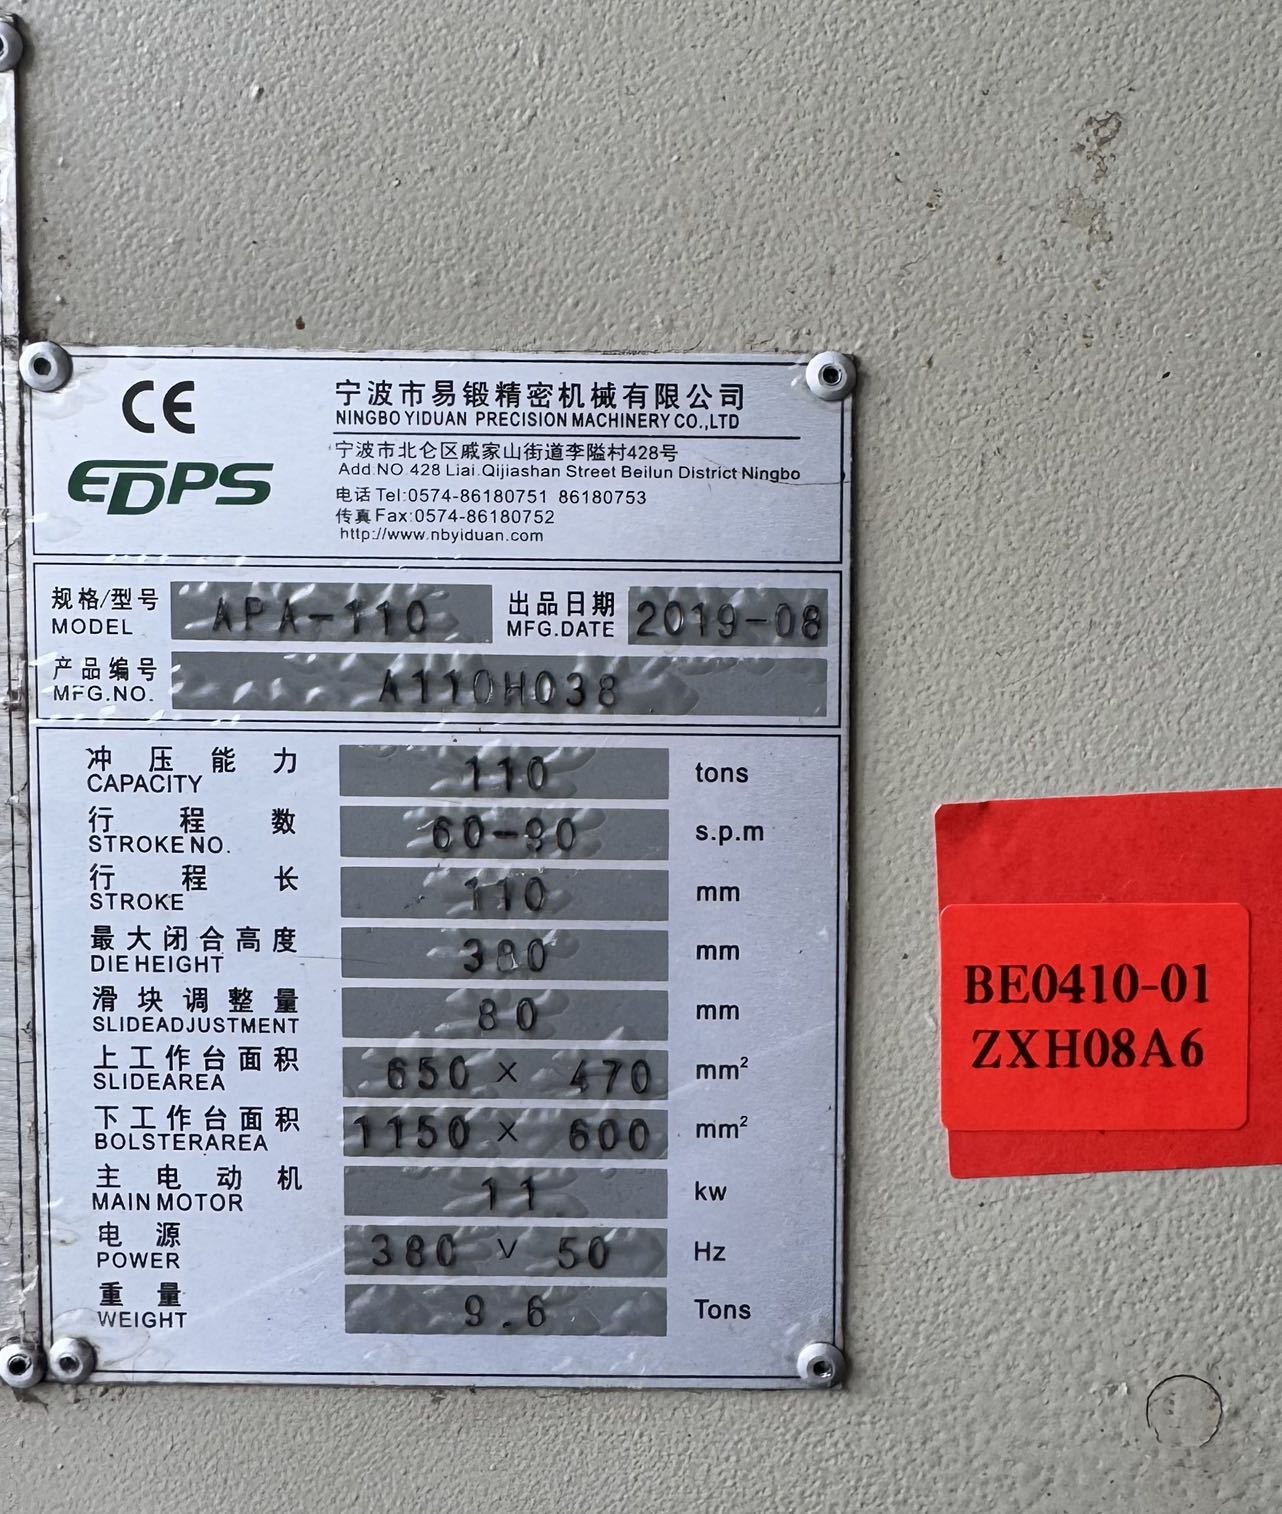 CE
EDPS
宁波市易锻精密机械有限公司
NINGBO YIDUAN PRECISION MACHINERY CO.,LTD
宁波市北仑区戚家山街道李隘村428号
Add:NO.428 Liai.Qijiashan Street Beilun District Ningbo
电话 Tel:0574-86180751 86180753
传真 Fax:0574-86180752
http://www.nbyiduan.com
规格/型号 APA-110 出品日期 2019-08
MODEL MFG.DATE
产品编号 A110H038
MFG.NO.
冲压能力 110 tons
CAPACITY
行程数 60-90 s.p.m
STROKE NO.
行程长 110 mm
STROKE
最大闭合高度 380 mm
DIE HEIGHT
滑块调整量 80 mm
SLIDEADJUSTMENT
上工作台面积 650 × 470 mm²
SLIDEAREA
下工作台面积 1150 × 600 mm²
BOLSTERAREA
主电动机 11 kw
MAIN MOTOR
电源 380 V 50 Hz
POWER
重量 9.6 Tons
WEIGHT
BE0410-01
ZXH08A6